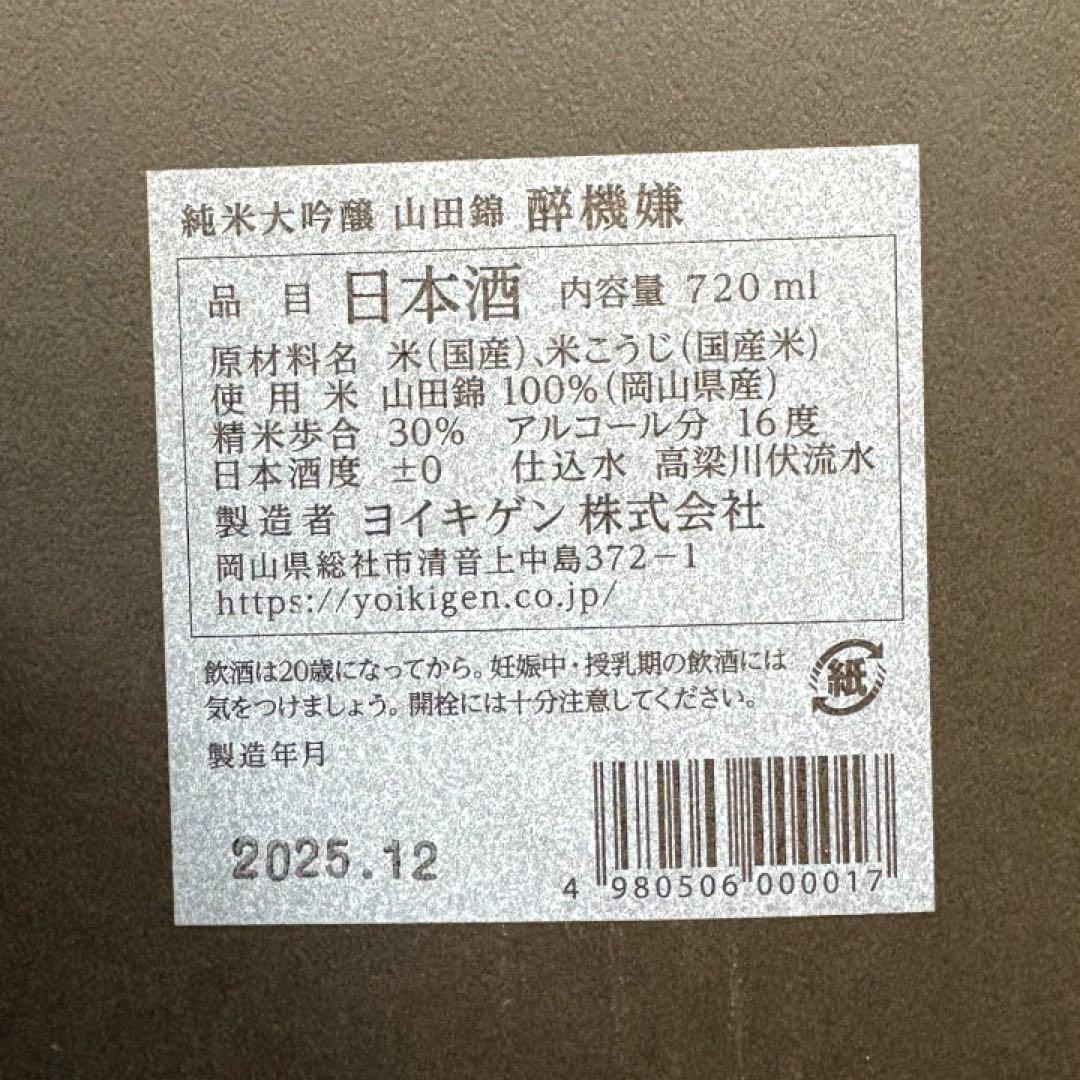 純米大吟醸 山田錦 醉機嫌
品 目 日本酒 内容量 720 ml
原材料名 米(国産)、米こうじ(国産米)
使用米 山田錦 100%(岡山県産)
精米歩合 30% アルコール分 16度
日本酒度 ±0 仕込水 高梁川伏流水
製造者 ヨイキゲン株式会社
岡山県総社市清音上中島372-1
https://yoikigen.co.jp/
飲酒は20歳になってから。妊娠中・授乳期の飲酒には
気をつけましょう。開栓には十分注意してください。
紙
製造年月
2025.12
4 980506 000017